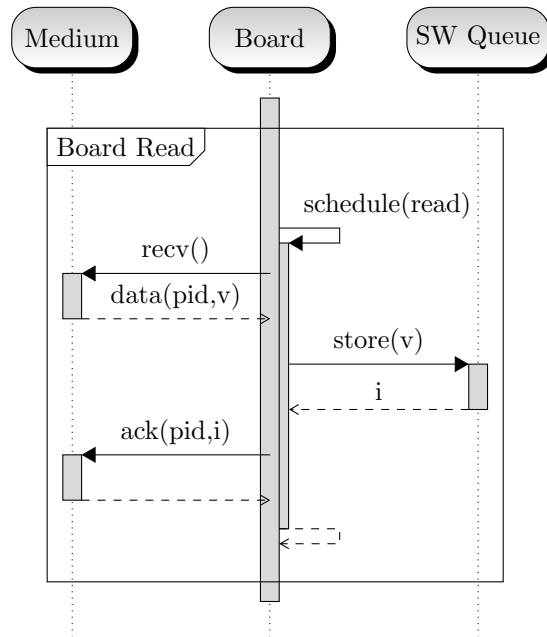 Medium
Board
SW Queue
Board Read
schedule(read)
recv()
data(pid,v)
store(v)
i
ack(pid,i)